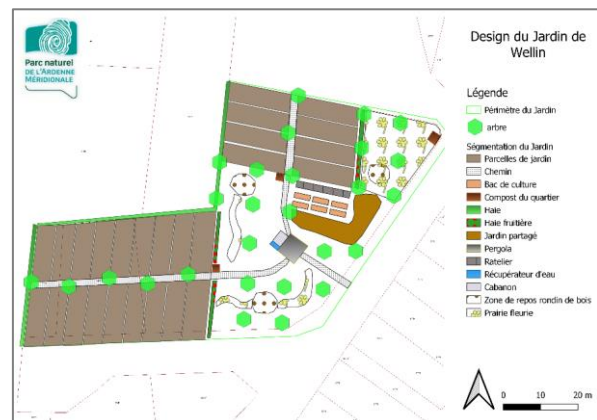 Parc naturel
DE L'ARDENNE
MÉRIDIONALE
Design du Jardin de
Wellin
Légende
Périmètre du Jardin
arbre
Ségmentation du Jardin
Parcelles de jardin
Chemin
Bac de culture
Compost du quartier
Haie
Haie fruitière
Jardin partagé
Pergola
Ratelier
Récupérateur d'eau
Cabanon
Zone de repos rondin de bois
Prairie fleurie
0 10 20 m